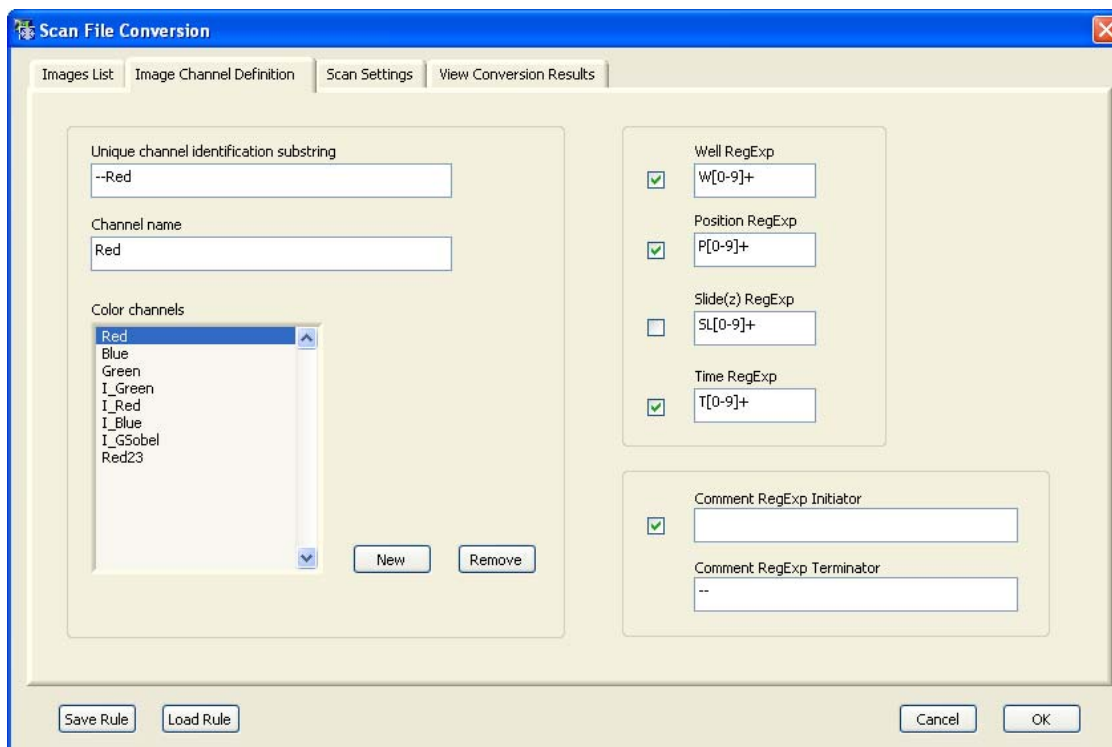 Scan File Conversion
Images List
Image Channel Definition
Scan Settings
View Conversion Results
Unique channel identification substring
--Red
Channel name
Red
Color channels
Red
Blue
Green
I_Green
I_Red
I_Blue
I_GSobel
Red23
New
Remove
Well RegExp
W[0-9]+
Position RegExp
P[0-9]+
Slide(z) RegExp
SL[0-9]+
Time RegExp
T[0-9]+
Comment RegExp Initiator
Comment RegExp Terminator
--
Save Rule
Load Rule
Cancel
OK